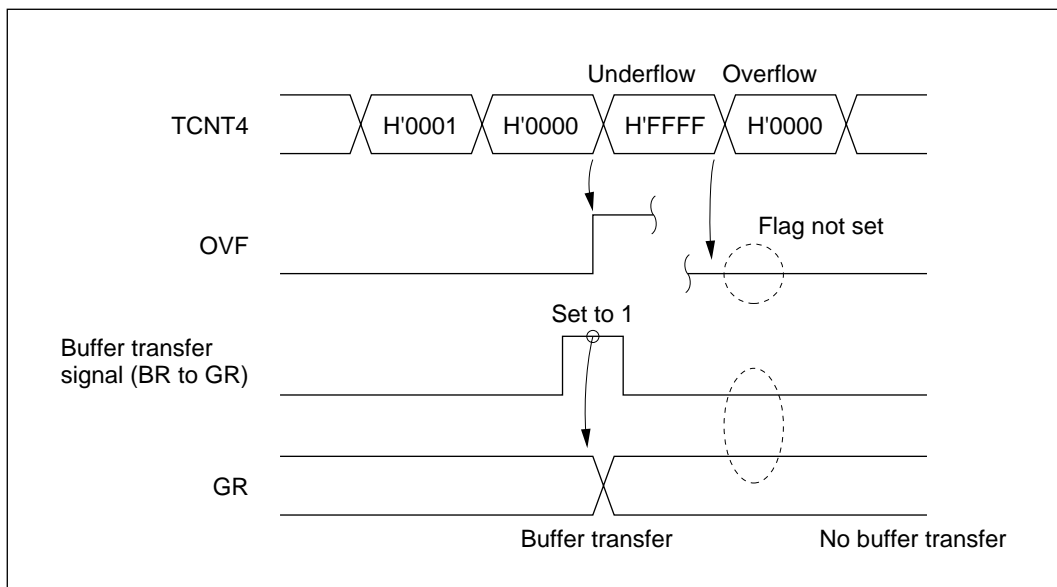 Underflow Overflow
TCNT4 H'0001 H'0000 H'FFFF H'0000
OVF
Flag not set
Set to 1
Buffer transfer
signal (BR to GR)
GR
Buffer transfer No buffer transfer